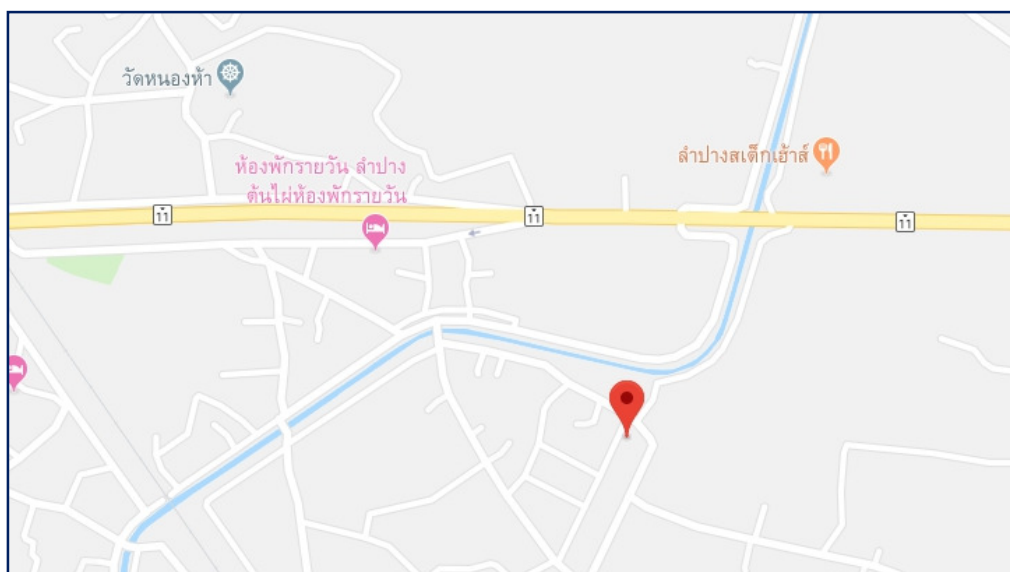 วัดหนองห้า
ลำปางสเต็กเฮ้าส์
ห้องพักรายวัน ลำปาง
ต้นไผ่ห้องพักรายวัน
11
11
11